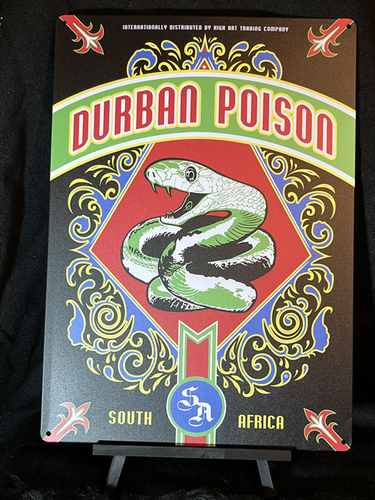 INTERNATIONALLY DISTRIBUTED BY HIGH ART TRADING COMPANY
DURBAN POISON
SA
SOUTH AFRICA